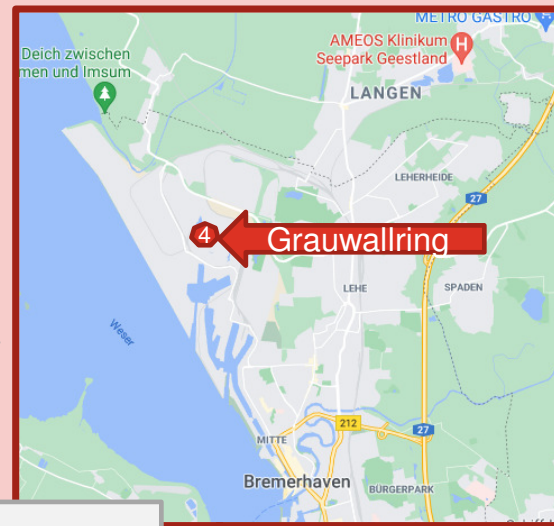 METRO GASTRO
AMEOS Klinikum
Seepark Geestland
H
Deich zwischen
men und Imsum
LANGEN
LEHERHEIDE
27
4
Grauwallring
LEHE
SPADEN
Weser
212
27
MITTE
Bremerhaven
BÜRGERPARK